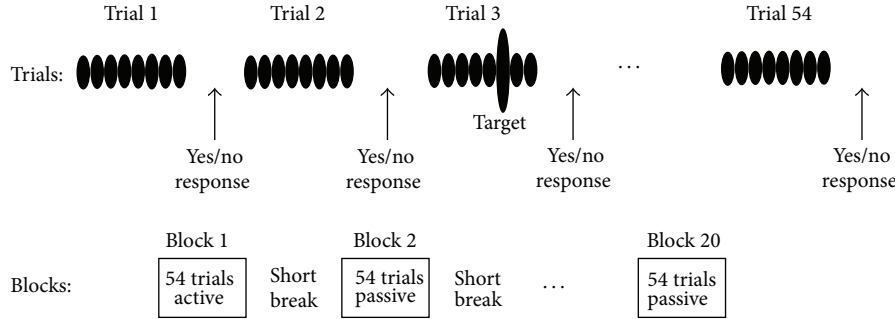 Trial 1 Trial 2 Trial 3 Trial 54
Trials: ...
Target
Yes/no Yes/no Yes/no Yes/no
response response response response
Block 1 Block 2 Block 20
Blocks: 54 trials Short 54 trials Short ... 54 trials
active break passive break passive